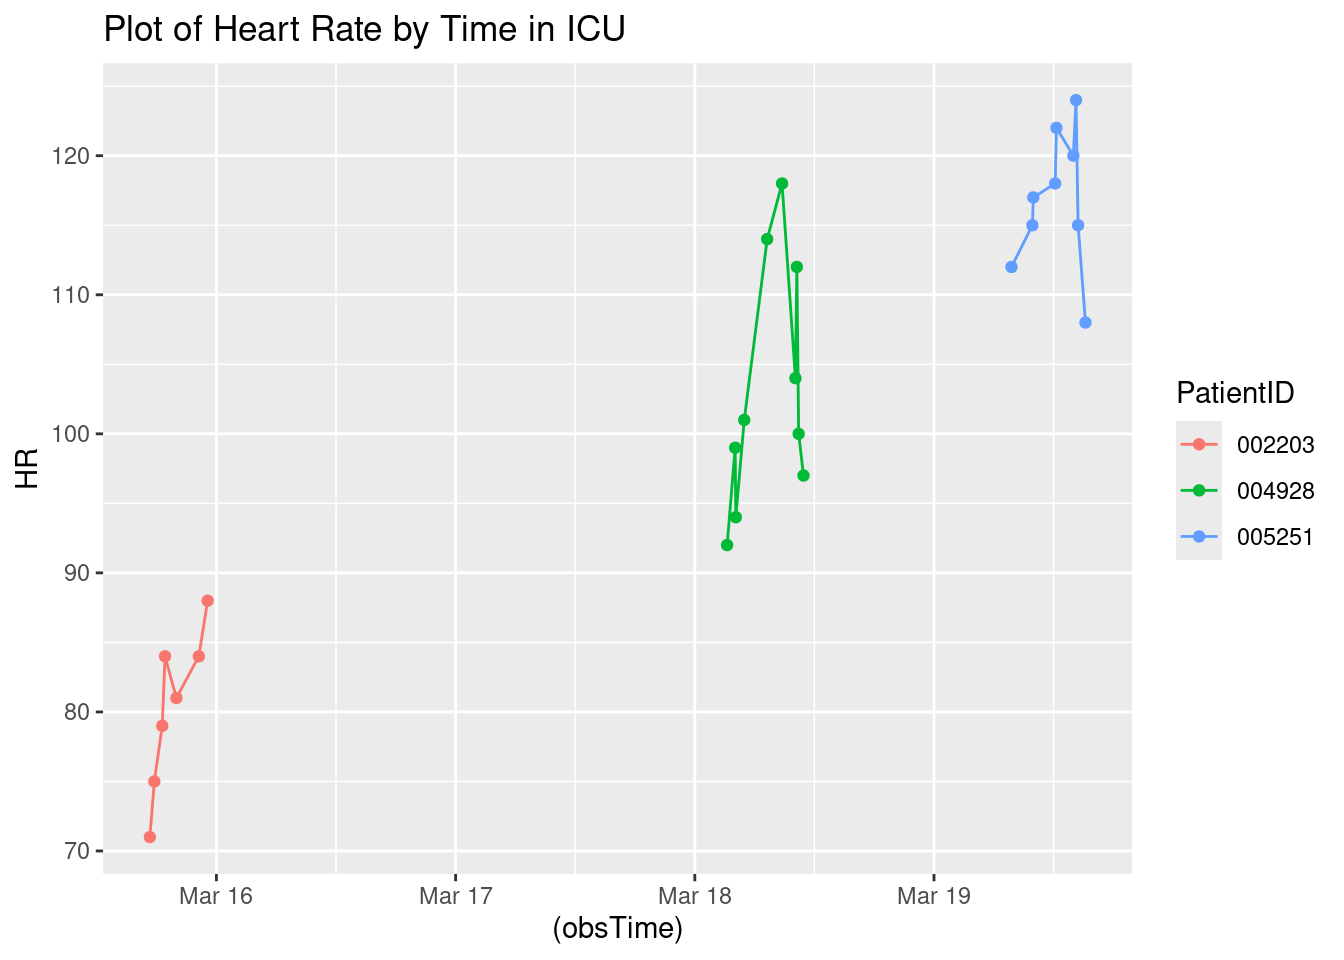 Plot of Heart Rate by Time in ICU
120
110
100
90
80
70
HR
Mar 16
Mar 17
Mar 18
Mar 19
(obsTime)
PatientID
002203
004928
005251